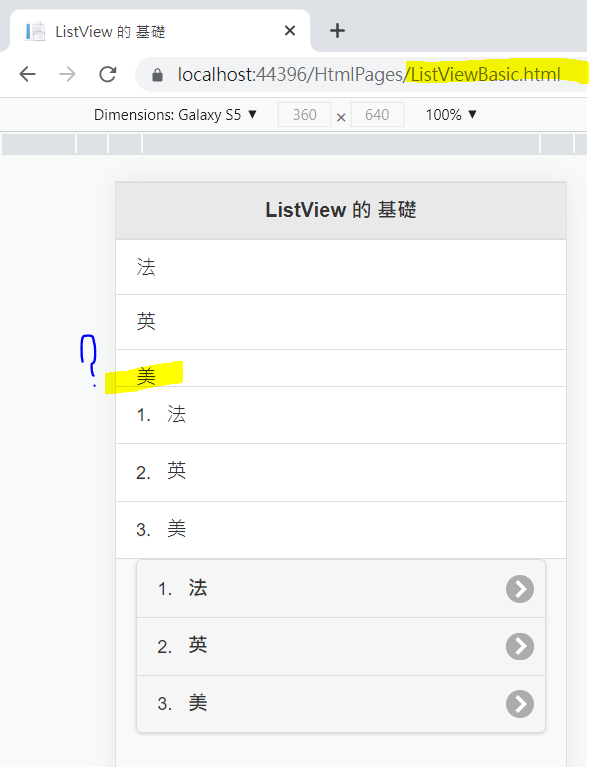 ListView 的 基礎
localhost:44396/HtmlPages/ListViewBasic.html
Dimensions: Galaxy S5 ▼ 360 × 640 100% ▼
ListView 的 基礎
法
英
?
美
1. 法
2. 英
3. 美
1. 法
2. 英
3. 美